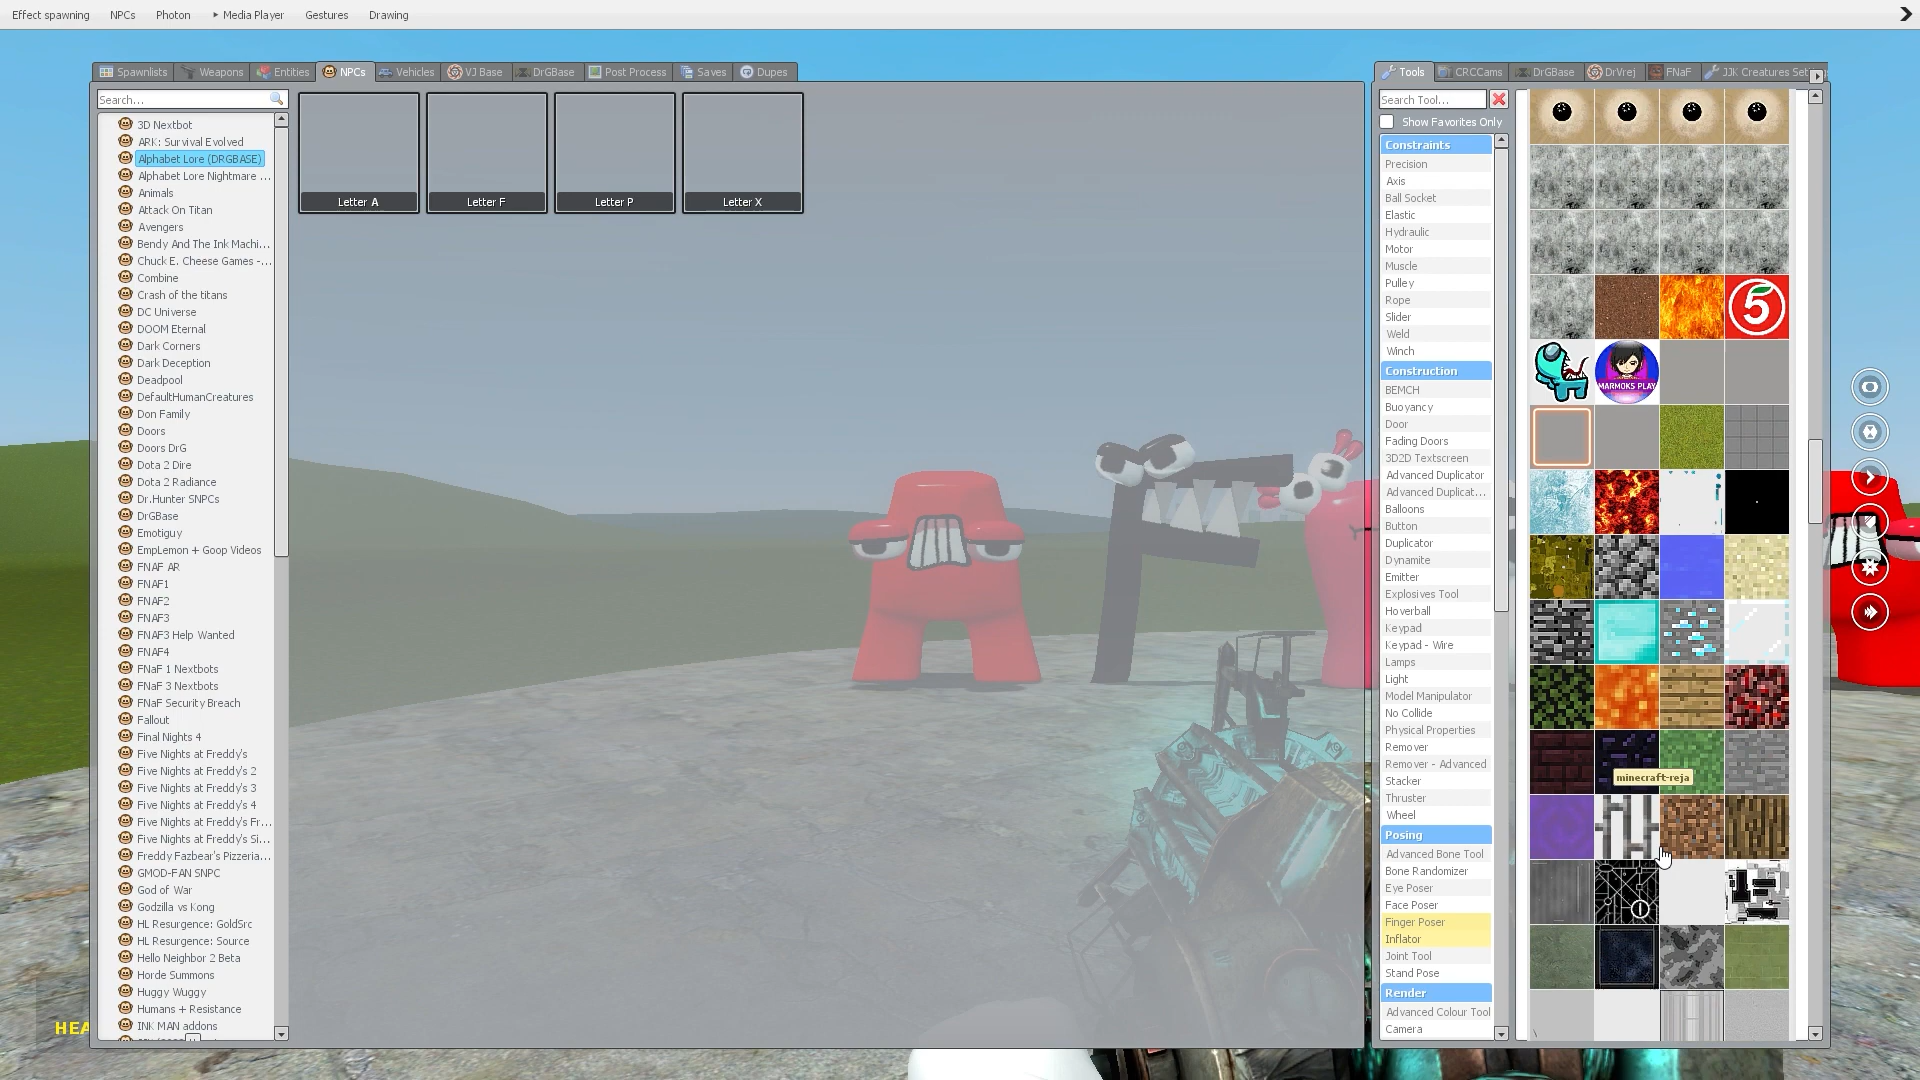 Effect spawning NPCs Photon Media Player Gestures Drawing
Spawnlists Weapons Entities NPCs Vehicles VJ Base DrGBase Post Process Saves Dupes
Search...
3D Nextbot
ARK: Survival Evolved
Alphabet Lore (DRGBASE)
Alphabet Lore Nightmare ...
Animals
Attack On Titan
Avengers
Bendy And The Ink Machi...
Chuck E. Cheese Games -...
Combine
Crash of the titans
DC Universe
DOOM Eternal
Dark Corners
Dark Deception
Deadpool
DefaultHumanCreatures
Don Family
Doors
Doors DrG
Dota 2 Dire
Dota 2 Radiance
Dr.Hunter SNPCs
DrGBase
Emotiguy
EmpLemon + Goop Videos
FNAF AR
FNAF1
FNAF2
FNAF3
FNAF3 Help Wanted
FNAF4
FNaF 1 Nextbots
FNaF 3 Nextbots
FNaF Security Breach
Fallout
Final Nights 4
Five Nights at Freddy's
Five Nights at Freddy's 2
Five Nights at Freddy's 3
Five Nights at Freddy's 4
Five Nights at Freddy's Fr...
Five Nights at Freddy's Si...
Freddy Fazbear's Pizzeria...
GMOD-FAN SNPC
God of War
Godzilla vs Kong
HL Resurgence: GoldSrc
HL Resurgence: Source
Hello Neighbor 2 Beta
Horde Summons
Huggy Wuggy
Humans + Resistance
INK MAN addons
HEA
Letter A Letter F Letter P Letter X
Tools CRCCams DrGBase DrVrej FNaF JJK Creatures Set
Search Tool...
Show Favorites Only
Constraints
Precision
Axis
Ball Socket
Elastic
Hydraulic
Motor
Muscle
Pulley
Rope
Slider
Weld
Winch
Construction
BEMCH
Buoyancy
Door
Fading Doors
3D2D Textscreen
Advanced Duplicator
Advanced Duplicat...
Balloons
Button
Duplicator
Dynamite
Emitter
Explosives Tool
Hoverball
Keypad
Keypad - Wire
Lamps
Light
Model Manipulator
No Collide
Physical Properties
Remover
Remover - Advanced
Stacker
Thruster
Wheel
Posing
Advanced Bone Tool
Bone Randomizer
Eye Poser
Face Poser
Finger Poser
Inflator
Joint Tool
Stand Pose
Render
Advanced Colour Tool
Camera
5
MARMOKS PLAY
minecraft-reja